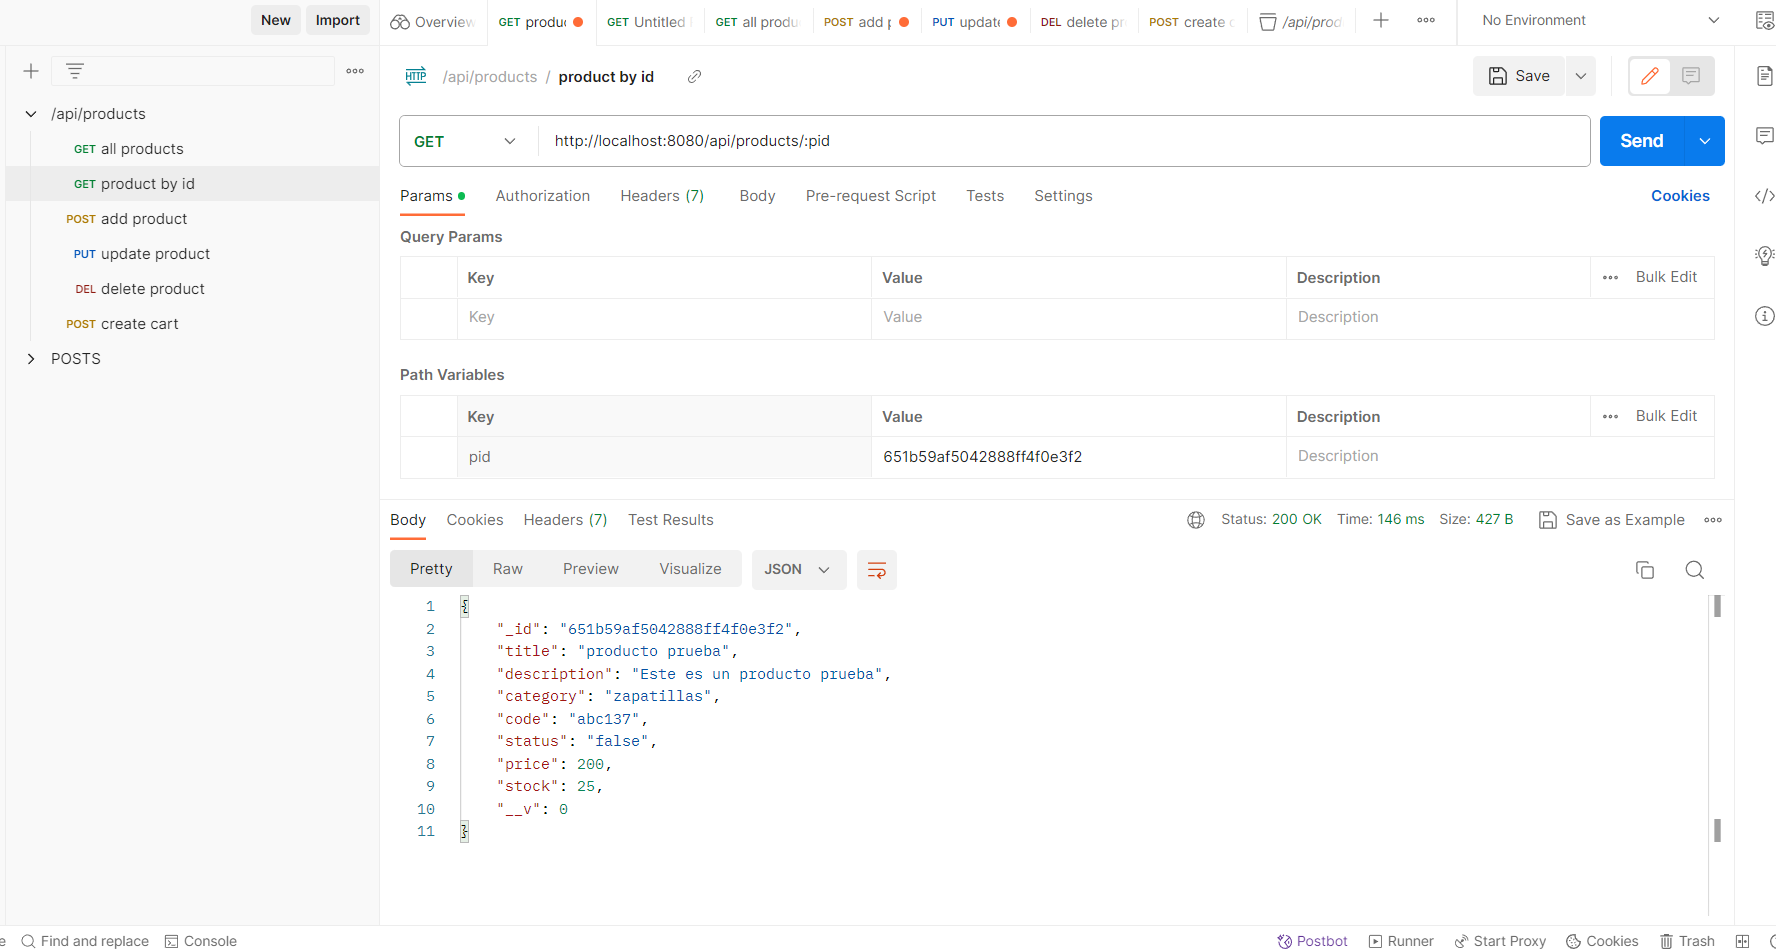 New Import
Overview
GET produc
GET Untitled
GET all produ
POST add p
PUT update
DEL delete pr
POST create c
/api/prod
No Environment
/api/products / product by id
Save
/api/products
GET all products
GET product by id
POST add product
PUT update product
DEL delete product
POST create cart
POSTS
GET http://localhost:8080/api/products/:pid Send
Params Authorization Headers (7) Body Pre-request Script Tests Settings Cookies
Query Params
Key Value Description Bulk Edit
Key Value Description
Path Variables
Key Value Description Bulk Edit
pid 651b59af5042888ff4f0e3f2 Description
Body Cookies Headers (7) Test Results Status: 200 OK Time: 146 ms Size: 427 B Save as Example
Pretty Raw Preview Visualize JSON
1 {
2 "_id": "651b59af5042888ff4f0e3f2",
3 "title": "producto prueba",
4 "description": "Este es un producto prueba",
5 "category": "zapatillas",
6 "code": "abc137",
7 "status": "false",
8 "price": 200,
9 "stock": 25,
10 "__v": 0
11 }
e Find and replace Console Postbot Runner Start Proxy Cookies Trash